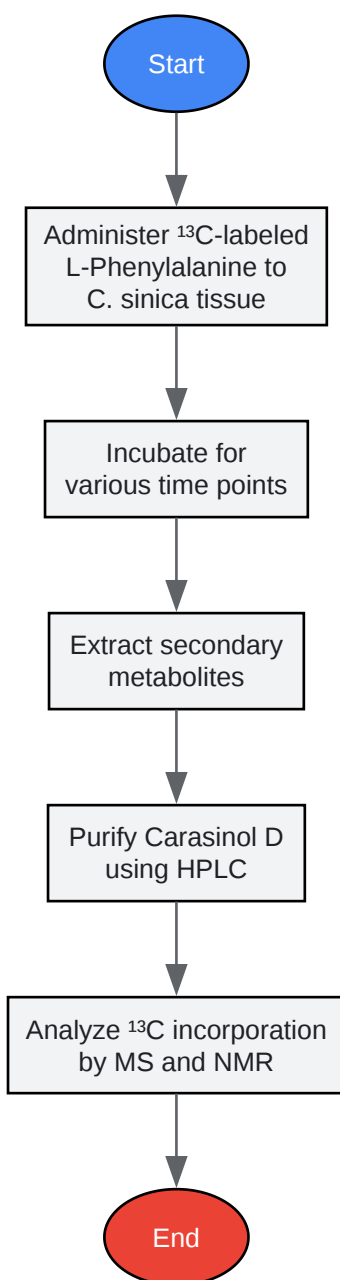 Start
Administer ¹³C-labeled
L-Phenylalanine to
C. sinica tissue
Incubate for
various time points
Extract secondary
metabolites
Purify Carasinol D
using HPLC
Analyze ¹³C incorporation
by MS and NMR
End